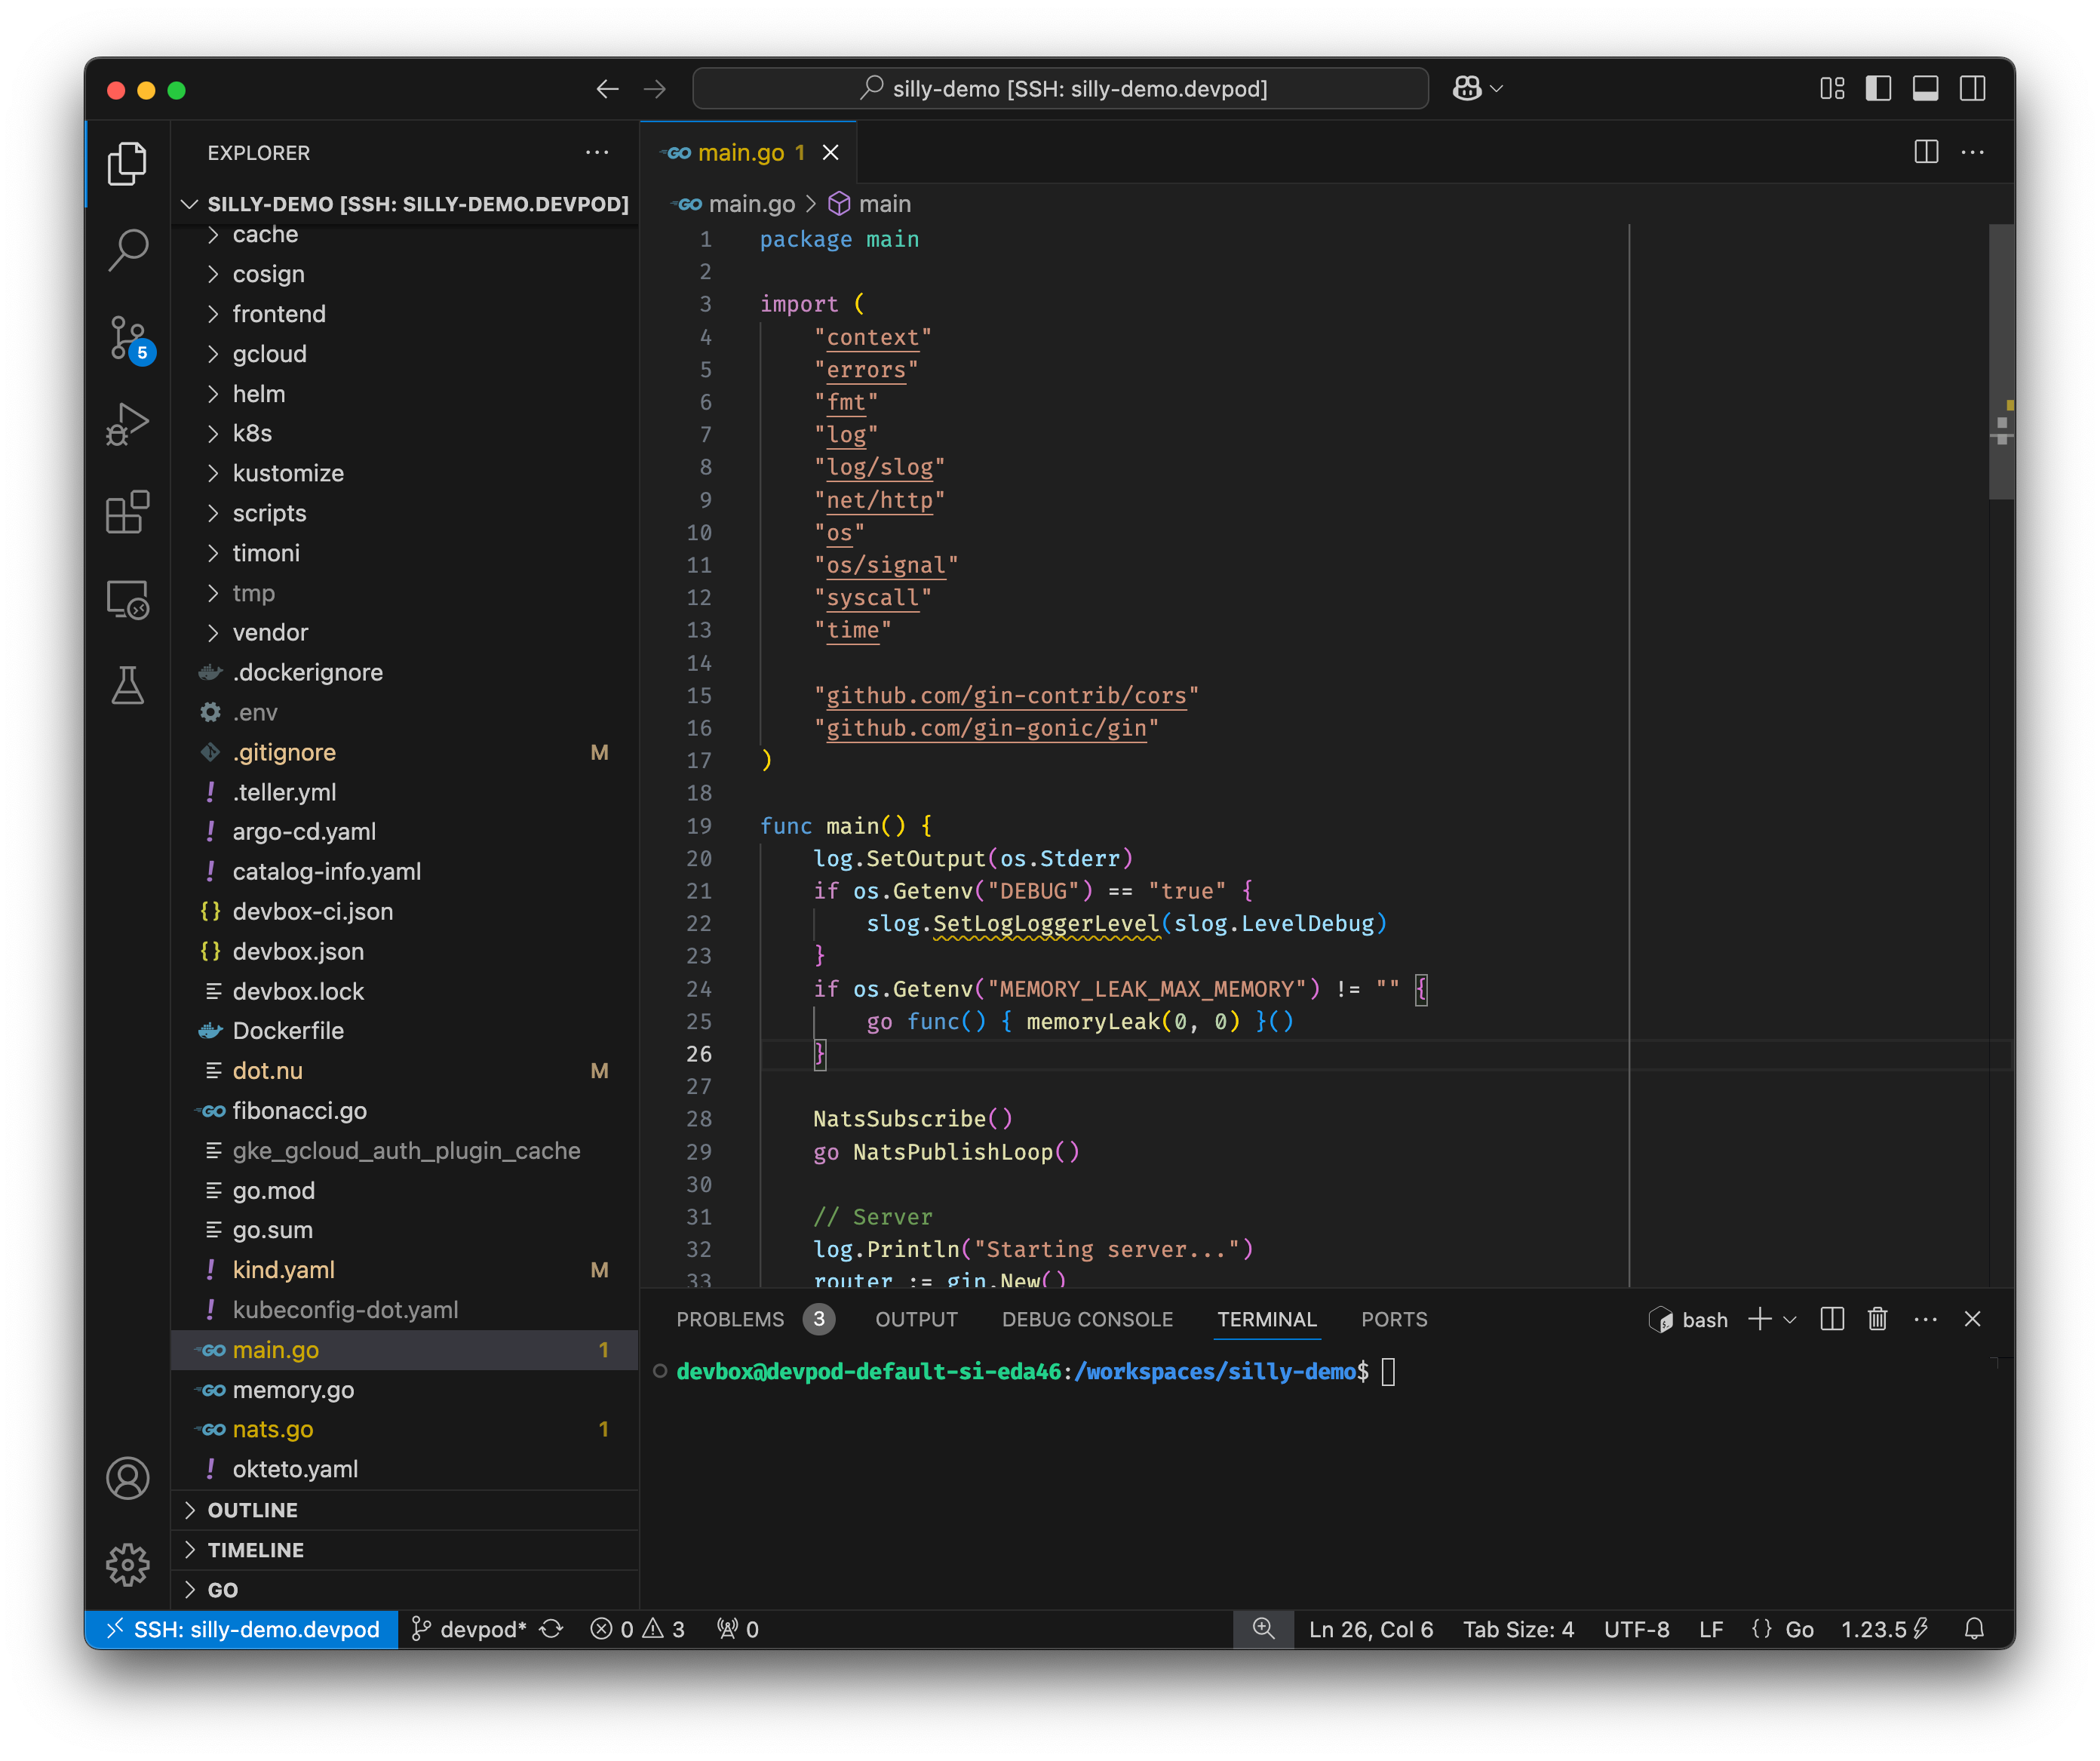 silly-demo [SSH: silly-demo.devpod]
EXPLORER
SILLY-DEMO [SSH: SILLY-DEMO.DEVPOD]
cache
cosign
frontend
gcloud
helm
k8s
kustomize
scripts
timoni
tmp
vendor
.dockerignore
.env
.gitignore M
.teller.yml
argo-cd.yaml
catalog-info.yaml
{} devbox-ci.json
{} devbox.json
devbox.lock
Dockerfile
dot.nu M
GO fibonacci.go
gke_gcloud_auth_plugin_cache
go.mod
go.sum
! kind.yaml M
! kubeconfig-dot.yaml
GO main.go 1
GO memory.go
GO nats.go 1
! okteto.yaml
OUTLINE
TIMELINE
GO
5
GO main.go 1
GO main.go > main
1 package main
2
3 import (
4 "context"
5 "errors"
6 "fmt"
7 "log"
8 "log/slog"
9 "net/http"
10 "os"
11 "os/signal"
12 "syscall"
13 "time"
14
15 "github.com/gin-contrib/cors"
16 "github.com/gin-gonic/gin"
17 )
18
19 func main() {
20 log.SetOutput(os.Stderr)
21 if os.Getenv("DEBUG") == "true" {
22 slog.SetLogLoggerLevel(slog.LevelDebug)
23 }
24 if os.Getenv("MEMORY_LEAK_MAX_MEMORY") != "" {
25 go func() { memoryLeak(0, 0) }()
26 }
27
28 NatsSubscribe()
29 go NatsPublishLoop()
30
31 // Server
32 log.Println("Starting server...")
33 router := gin.New()
PROBLEMS 3 OUTPUT DEBUG CONSOLE TERMINAL PORTS bash
devbox@devpod-default-si-eda46:/workspaces/silly-demo$
SSH: silly-demo.devpod devpod* 0 3 0 Ln 26, Col 6 Tab Size: 4 UTF-8 LF {} Go 1.23.5